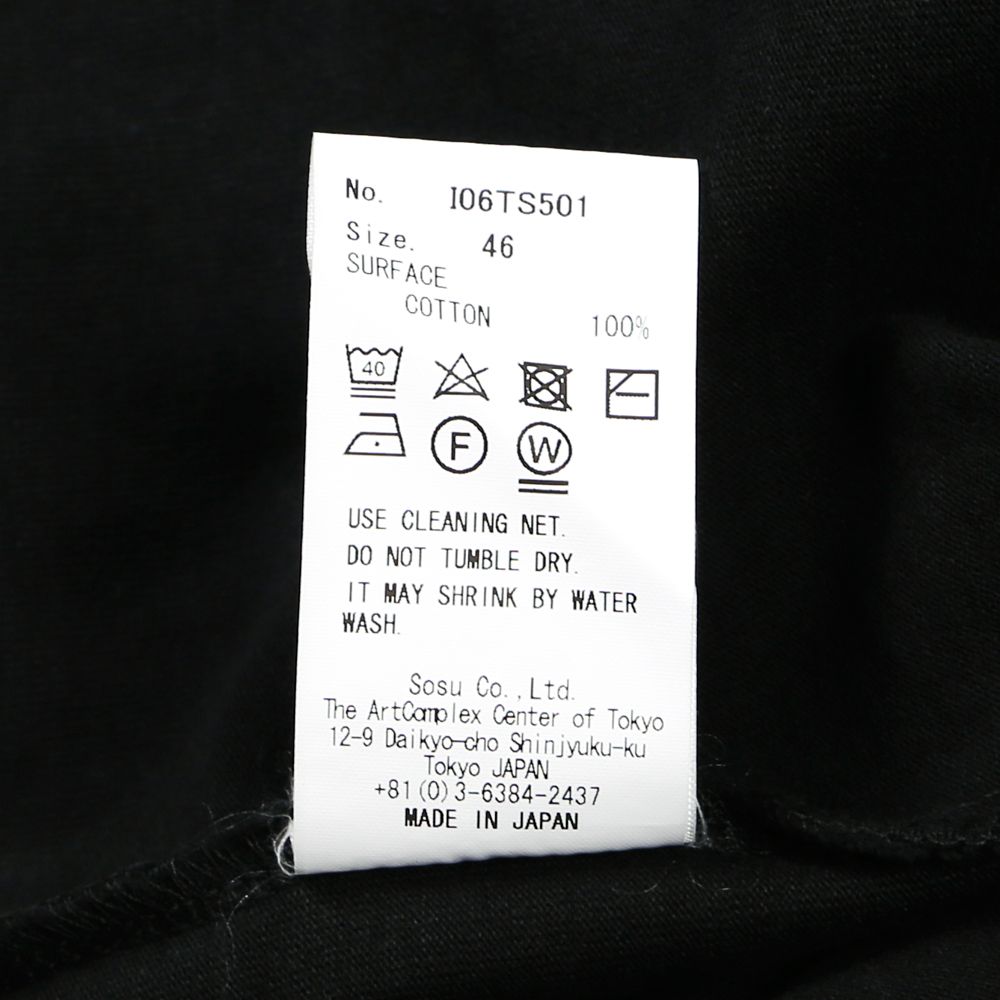 No. I06TS501
Size. 46
SURFACE
COTTON 100%
40
F W
USE CLEANING NET.
DO NOT TUMBLE DRY.
IT MAY SHRINK BY WATER
WASH.
Sosu Co.,Ltd.
The ArtComplex Center of Tokyo
12-9 Daikyo-cho Shinjyuku-ku
Tokyo JAPAN
+81(0)3-6384-2437
MADE IN JAPAN